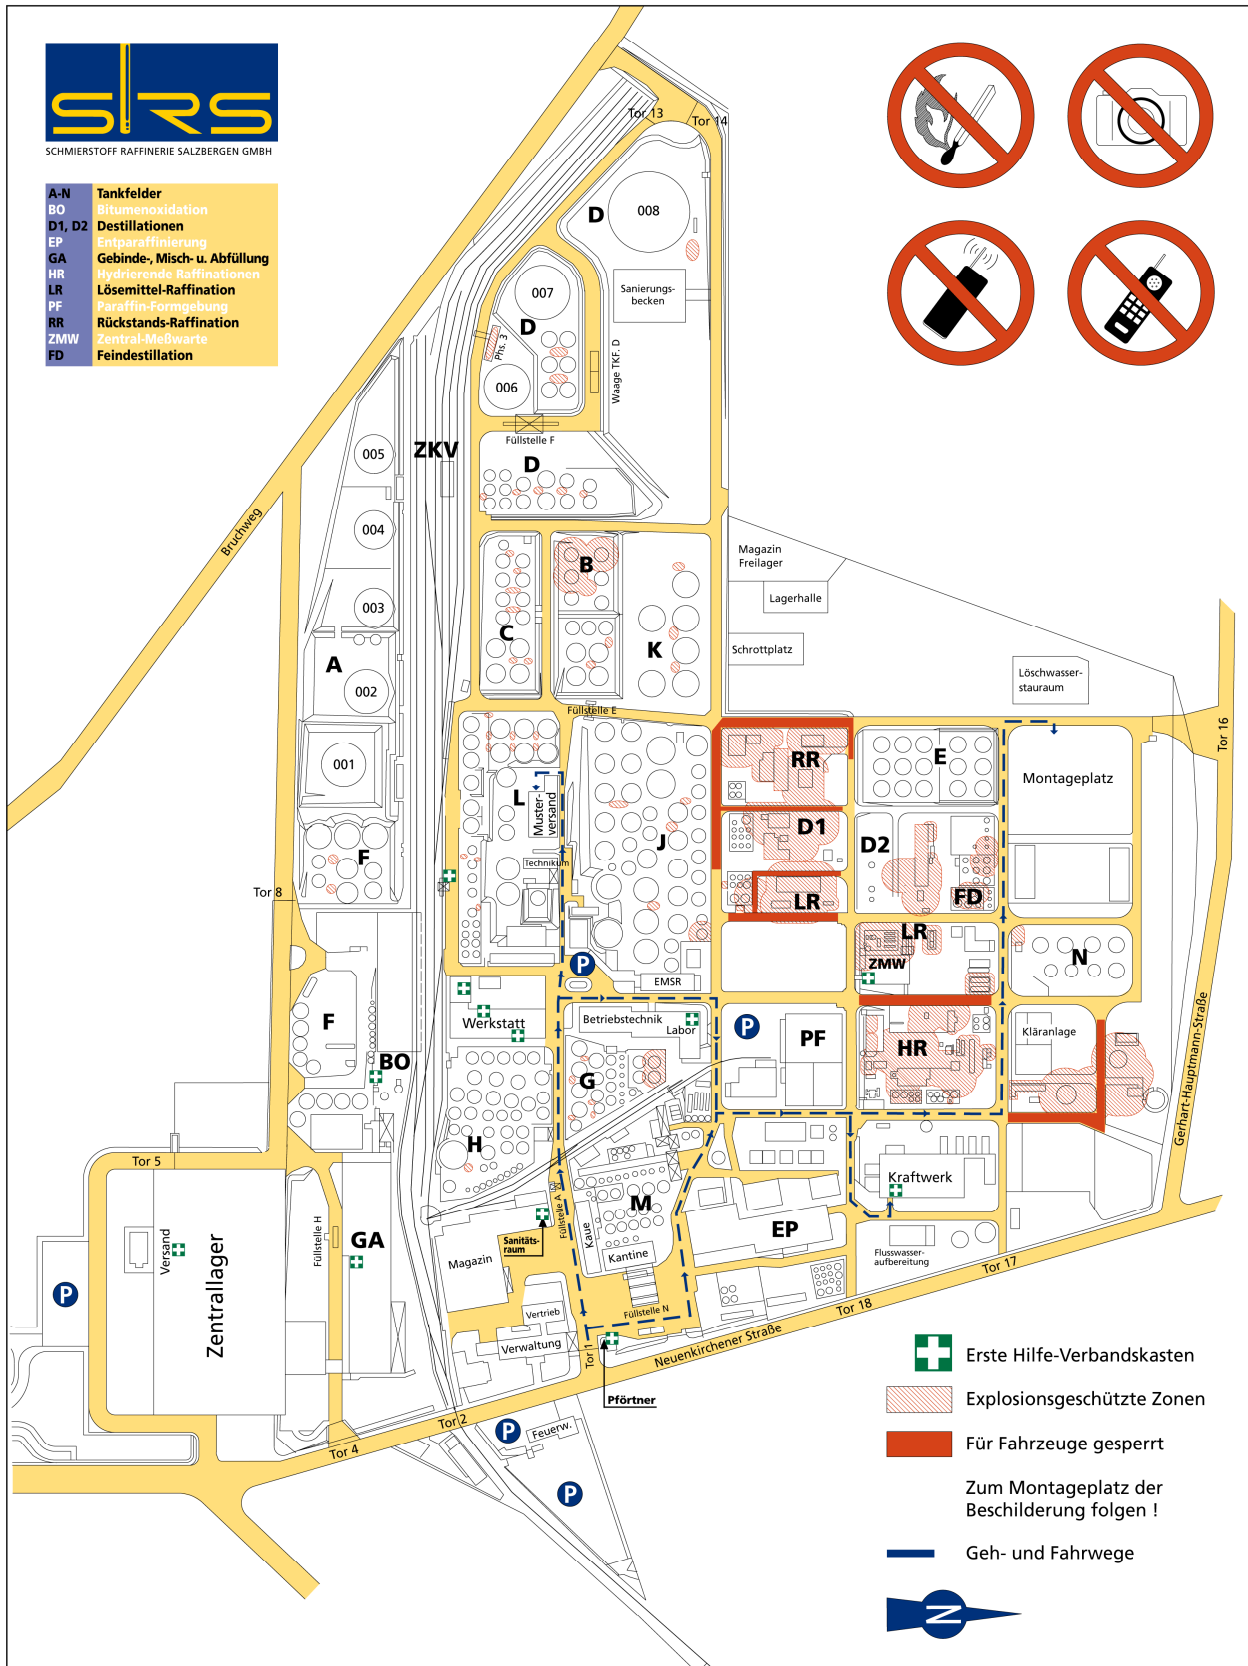 SRS
SCHMIERSTOFF RAFFINERIE SALZBERGEN GMBH
A-N Tankfelder
BO Bitumenoxidation
D1, D2 Destillationen
EP Entparaffinierung
GA Gebinde-, Misch- u. Abfüllung
HR Hydrierende Raffinationen
LR Lösemittel-Raffination
PF Paraffin-Formgebung
RR Rückstands-Raffination
ZMW Zentral-Meßwarte
FD Feindestillation
Tor 13
Tor 14
D
008
Sanierungs-
becken
007
D
Phs. 3
006
Waage TKF. D
Füllstelle F
ZKV
D
005
004
003
A
002
001
F
Bruchweg
B
C
K
Magazin
Freilager
Lagerhalle
Schrottplatz
Löschwasser-
stauraum
Füllstelle E
Tor 16
RR
E
Montageplatz
L
Muster-
versand
J
D1
D2
Technikum
LR
FD
Tor 8
LR
ZMW
N
P
EMSR
F
Werkstatt
Betriebstechnik
Labor
P
PF
HR
Kläranlage
BO
G
H
Gerhart-Hauptmann-Straße
Tor 5
M
Kraftwerk
Füllstelle A
Kaue
EP
Sanitäts-
raum
Versand
Zentrallager
Füllstelle H
GA
Magazin
Kantine
Flusswasser-
aufbereitung
P
Füllstelle N
Tor 17
Tor 18
Vertrieb
Verwaltung
Tor 1
Neuenkirchener Straße
Pförtner
Tor 2
P
Feuerw.
Tor 4
P
Erste Hilfe-Verbandskasten
Explosionsgeschützte Zonen
Für Fahrzeuge gesperrt
Zum Montageplatz der
Beschilderung folgen !
Geh- und Fahrwege
N